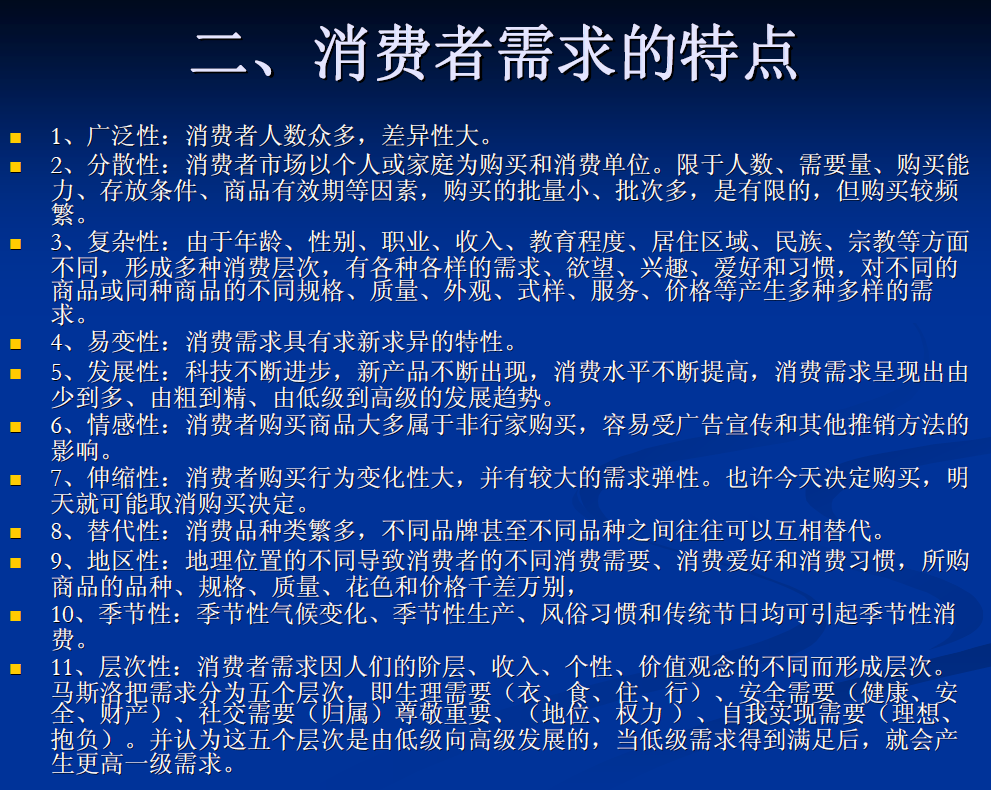 二、消费者需求的特点
1、广泛性：消费者人数众多，差异性大。
2、分散性：消费者市场以个人或家庭为购买和消费单位。限于人数、需要量、购买能
力、存放条件、商品有效期等因素，购买的批量小、批次多，是有限的，但购买较频
繁。
3、复杂性：由于年龄、性别、职业、收入、教育程度、居住区域、民族、宗教等方面
不同，形成多种消费层次，有各种各样的需求、欲望、兴趣、爱好和习惯，对不同的
商品或同种商品的不同规格、质量、外观、式样、服务、价格等产生多种多样的需
求。
4、易变性：消费需求具有求新求异的特性。
5、发展性：科技不断进步，新产品不断出现，消费水平不断提高，消费需求呈现出由
少到多、由粗到精、由低级到高级的发展趋势。
6、情感性：消费者购买商品大多属于非行家购买，容易受广告宣传和其他推销方法的
影响。
7、伸缩性：消费者购买行为变化性大，并有较大的需求弹性。也许今天决定购买，明
天就可能取消购买决定。
8、替代性：消费品种类繁多，不同品牌甚至不同品种之间往往可以互相替代。
9、地区性：地理位置的不同导致消费者的不同消费需要、消费爱好和消费习惯，所购
商品的品种、规格、质量、花色和价格千差万别，
10、季节性：季节性气候变化、季节性生产、风俗习惯和传统节日均可引起季节性消
费。
11、层次性：消费者需求因人们的阶层、收入、个性、价值观念的不同而形成层次。
马斯洛把需求分为五个层次，即生理需要（衣、食、住、行）、安全需要（健康、安
全、财产）、社交需要（归属）尊敬重要、（地位、权力 ）、自我实现需要（理想、
抱负）。并认为这五个层次是由低级向高级发展的，当低级需求得到满足后，就会产
生更高一级需求。